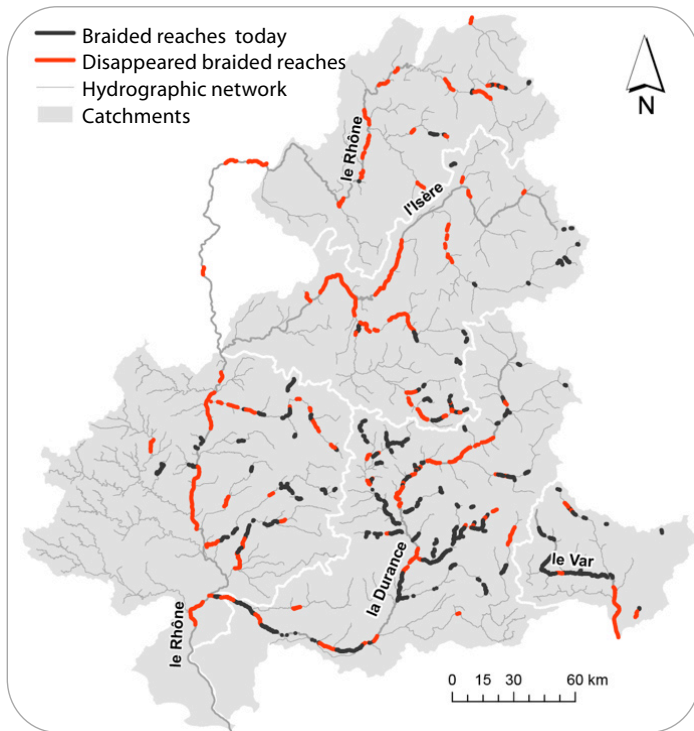 Braided reaches today
Disappeared braided reaches
Hydrographic network
Catchments
N
le Rhône
l'Isère
la Durance
le Var
le Rhône
0 15 30 60 km